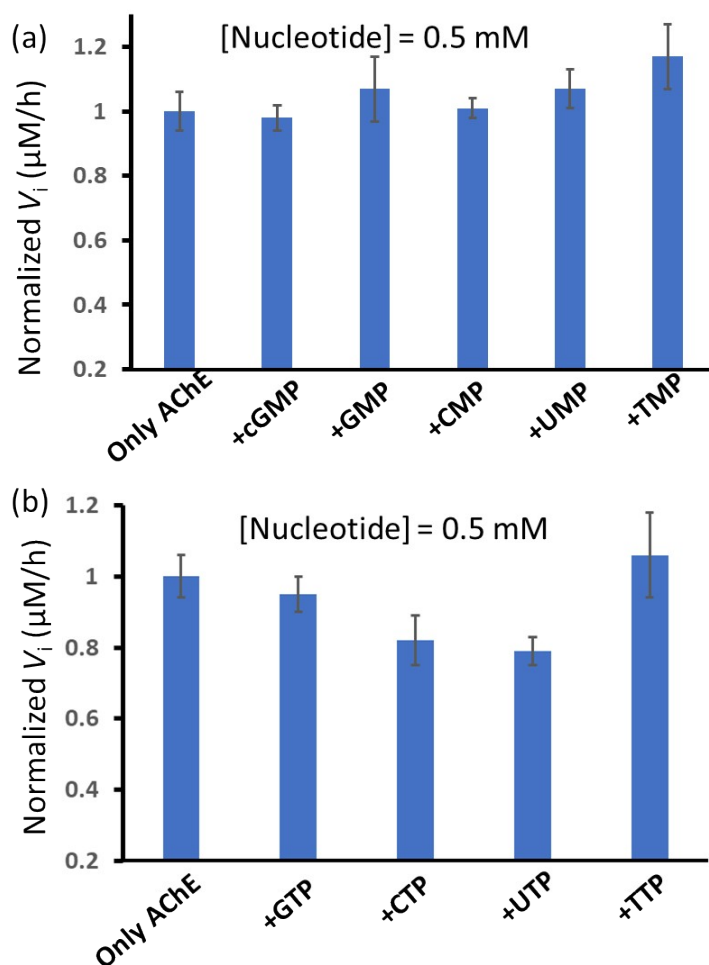 (a)
[Nucleotide] = 0.5 mM
Normalized Vi (μM/h)
1.2
1
0.8
0.6
0.4
0.2
Only AChE
+cGMP
+GMP
+CMP
+UMP
+TMP
(b)
[Nucleotide] = 0.5 mM
Normalized Vi (μM/h)
1.2
1
0.8
0.6
0.4
0.2
Only AChE
+GTP
+CTP
+UTP
+TTP